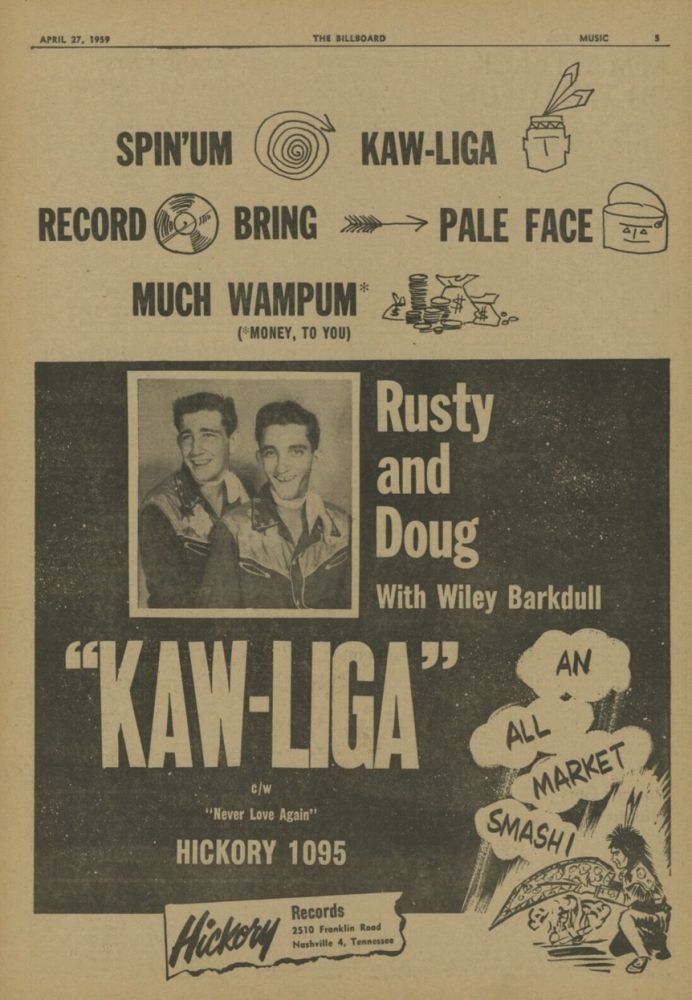 APRIL 27, 1959 THE BILLBOARD MUSIC 5
SPIN'UM KAW-LIGA
RECORD BRING PALE FACE
MUCH WAMPUM*
(*MONEY, TO YOU)
$ $ $
Rusty
and
Doug
With Wiley Barkdull
"KAW-LIGA"
c/w
"Never Love Again"
HICKORY 1095
AN
ALL
MARKET
SMASH!
Hickory Records
2510 Franklin Road
Nashville 4, Tennessee